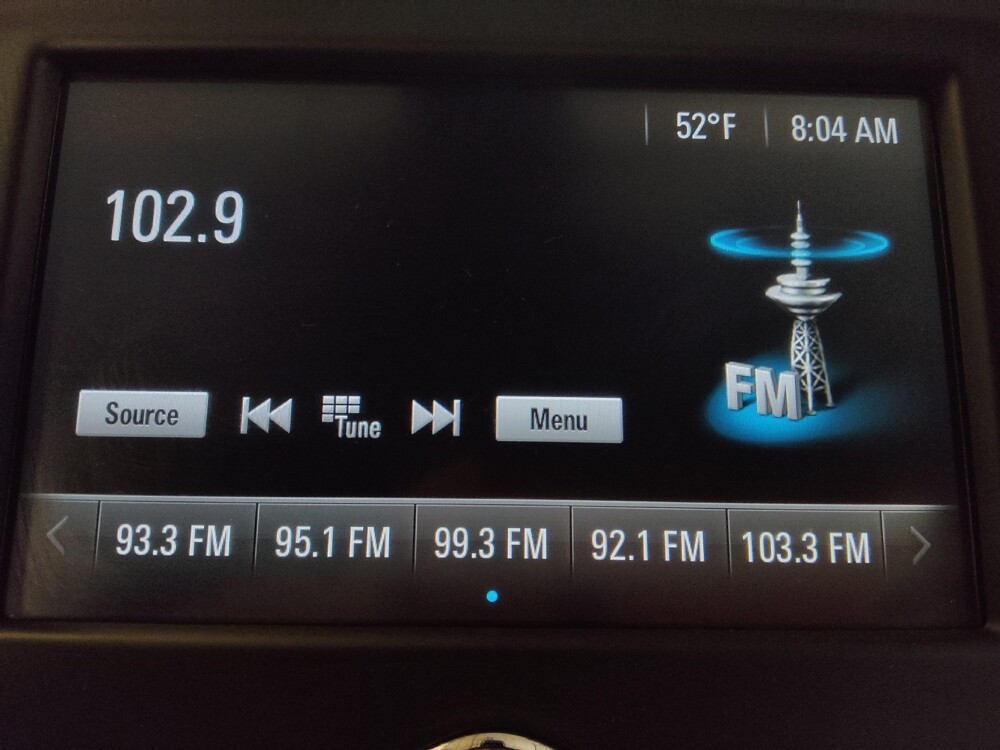 52°F 8:04 AM
102.9
FM
Source Tune Menu
93.3 FM 95.1 FM 99.3 FM 92.1 FM 103.3 FM